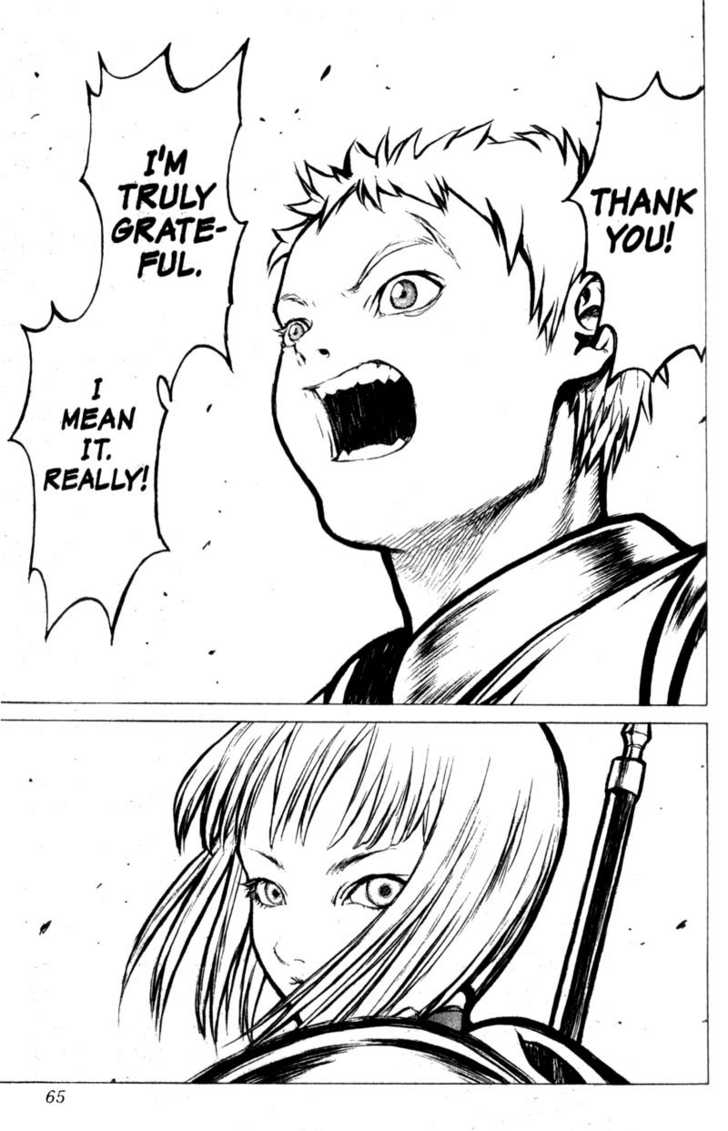 THANK
YOU!
I'M
TRULY
GRATE-
FUL.
I
MEAN
IT.
REALLY!
65